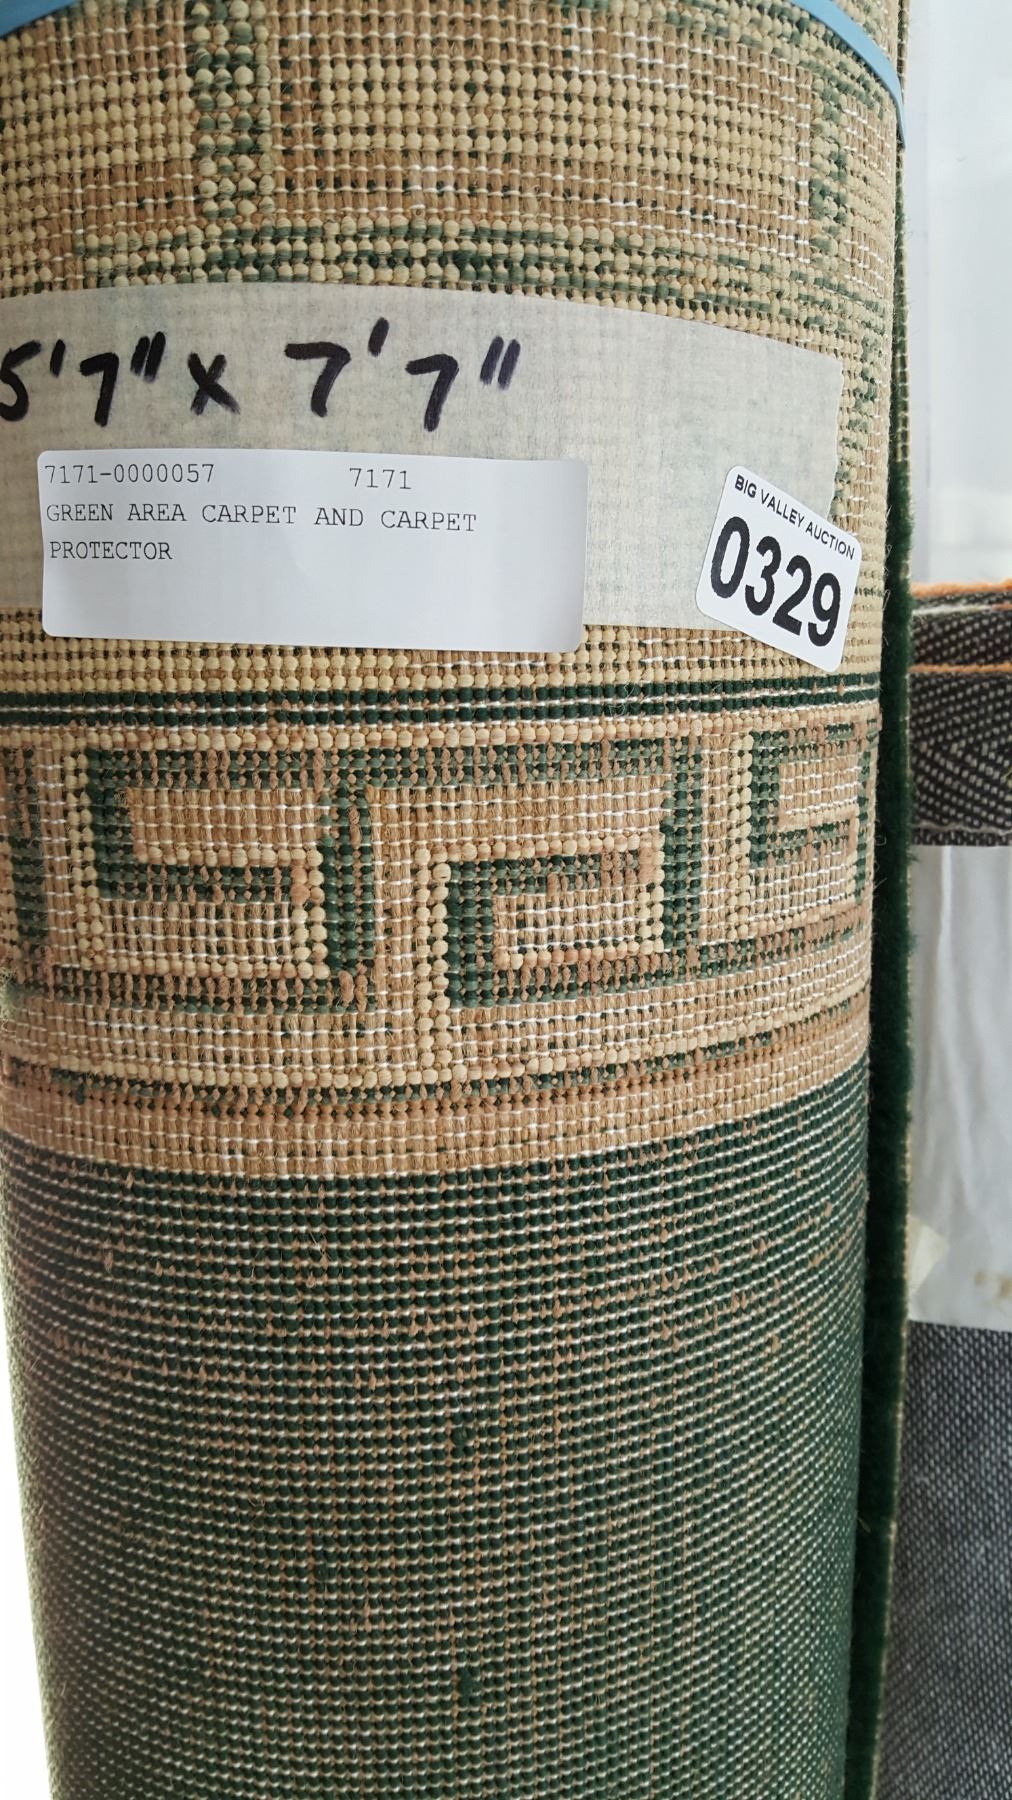 5'7" x 7'7"
7171-0000057 7171
GREEN AREA CARPET AND CARPET
PROTECTOR
BIG VALLEY AUCTION
0329